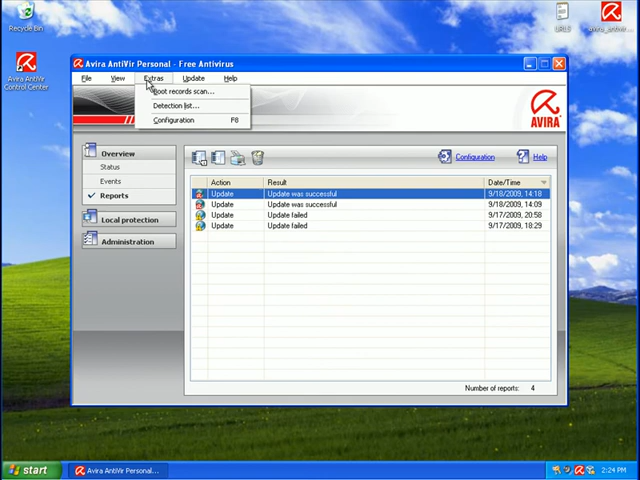 Recycle Bin
URLs
avira_antivir...
Avira AntiVir
Control Center
Avira AntiVir Personal - Free Antivirus
File View Extras Update Help
Boot records scan...
Detection list...
Configuration F8
AVIRA
Configuration Help
Overview
Status
Events
Reports
Local protection
Administration
Action Result Date/Time
Update Update was successful 9/18/2009, 14:18
Update Update was successful 9/18/2009, 14:09
Update Update failed 9/17/2009, 20:58
Update Update failed 9/17/2009, 18:29
Number of reports: 4
start
Avira AntiVir Personal...
2:24 PM